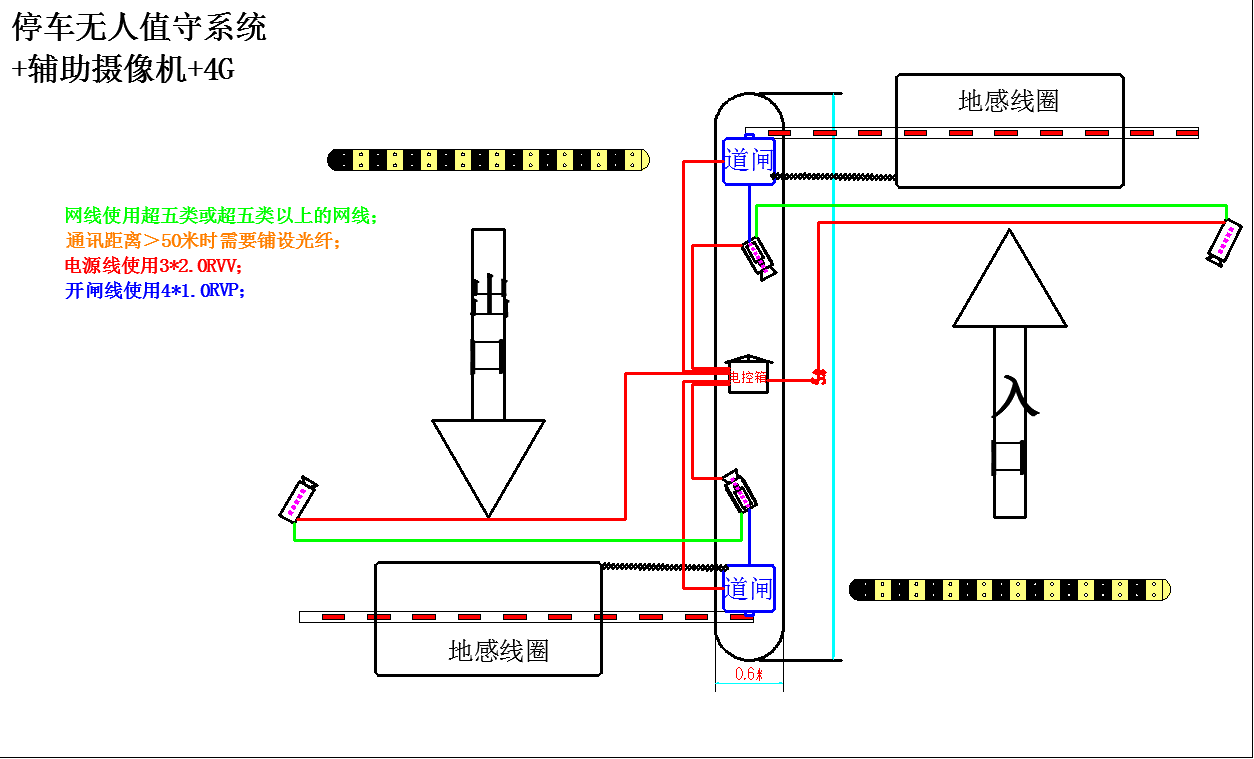 停车无人值守系统
+辅助摄像机+4G
地感线圈
道闸
网线使用超五类或超五类以上的网线;
通讯距离>50米时需要铺设光纤;
电源线使用3*2.0RVV;
开闸线使用4*1.0RVP;
出口
电控箱
入口
道闸
地感线圈
0.6米